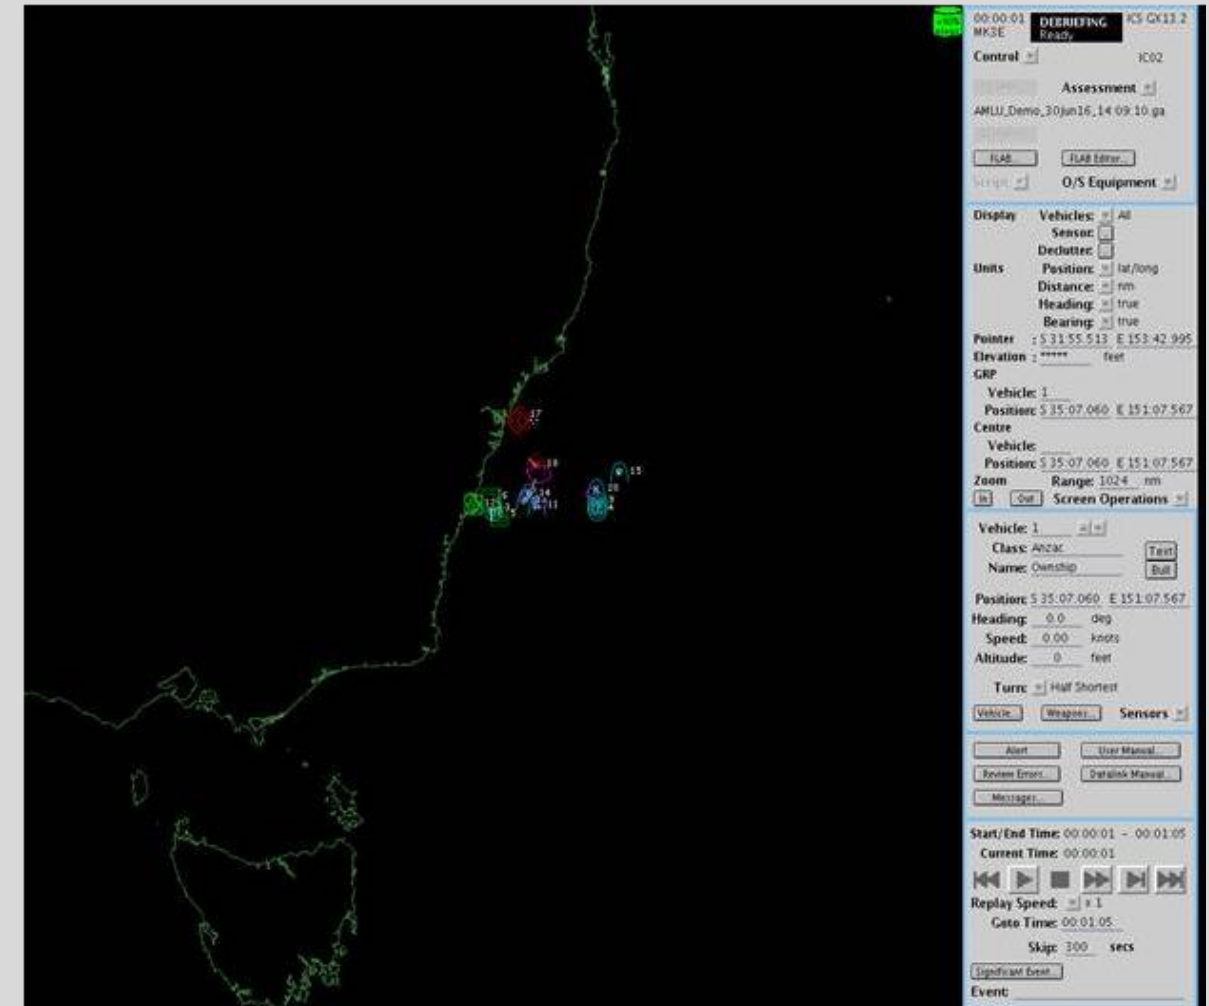 00:00:01 DEBRIEFING ICS GX13.2
MK3E Ready
Control IC02
Assessment
AMLU_Demo_30Jun16_14:09:10.ga
FLAB... FLAB Editor...
Script: O/S Equipment
Display Vehicles: All
Sensor:
Declutter:
Units Position: lat/long
Distance: nm
Heading: true
Bearing: true
Pointer : S 31:55.513 E 153:42.995
Elevation : ***** feet
GRP
Vehicle: 1
Position: S 35:07.060 E 151:07.567
Centre
Vehicle:
Position: S 35:07.060 E 151:07.567
Zoom Range: 1024 nm
In Out Screen Operations
Vehicle: 1
Class: Anzac Text
Name: Ownship Bull
Position: S 35:07.060 E 151:07.567
Heading: 0.0 deg
Speed: 0.00 knots
Altitude: 0 feet
Turn: Half Shortest
Vehicle... Weapons... Sensors
Alert User Manual...
Review Errors... Datalink Manual...
Messages...
Start/End Time: 00:00:01 - 00:01:05
Current Time: 00:00:01
Replay Speed: x 1
Goto Time: 00:01:05
Skip: 300 secs
Significant Event...
Event:
17
15
14
11